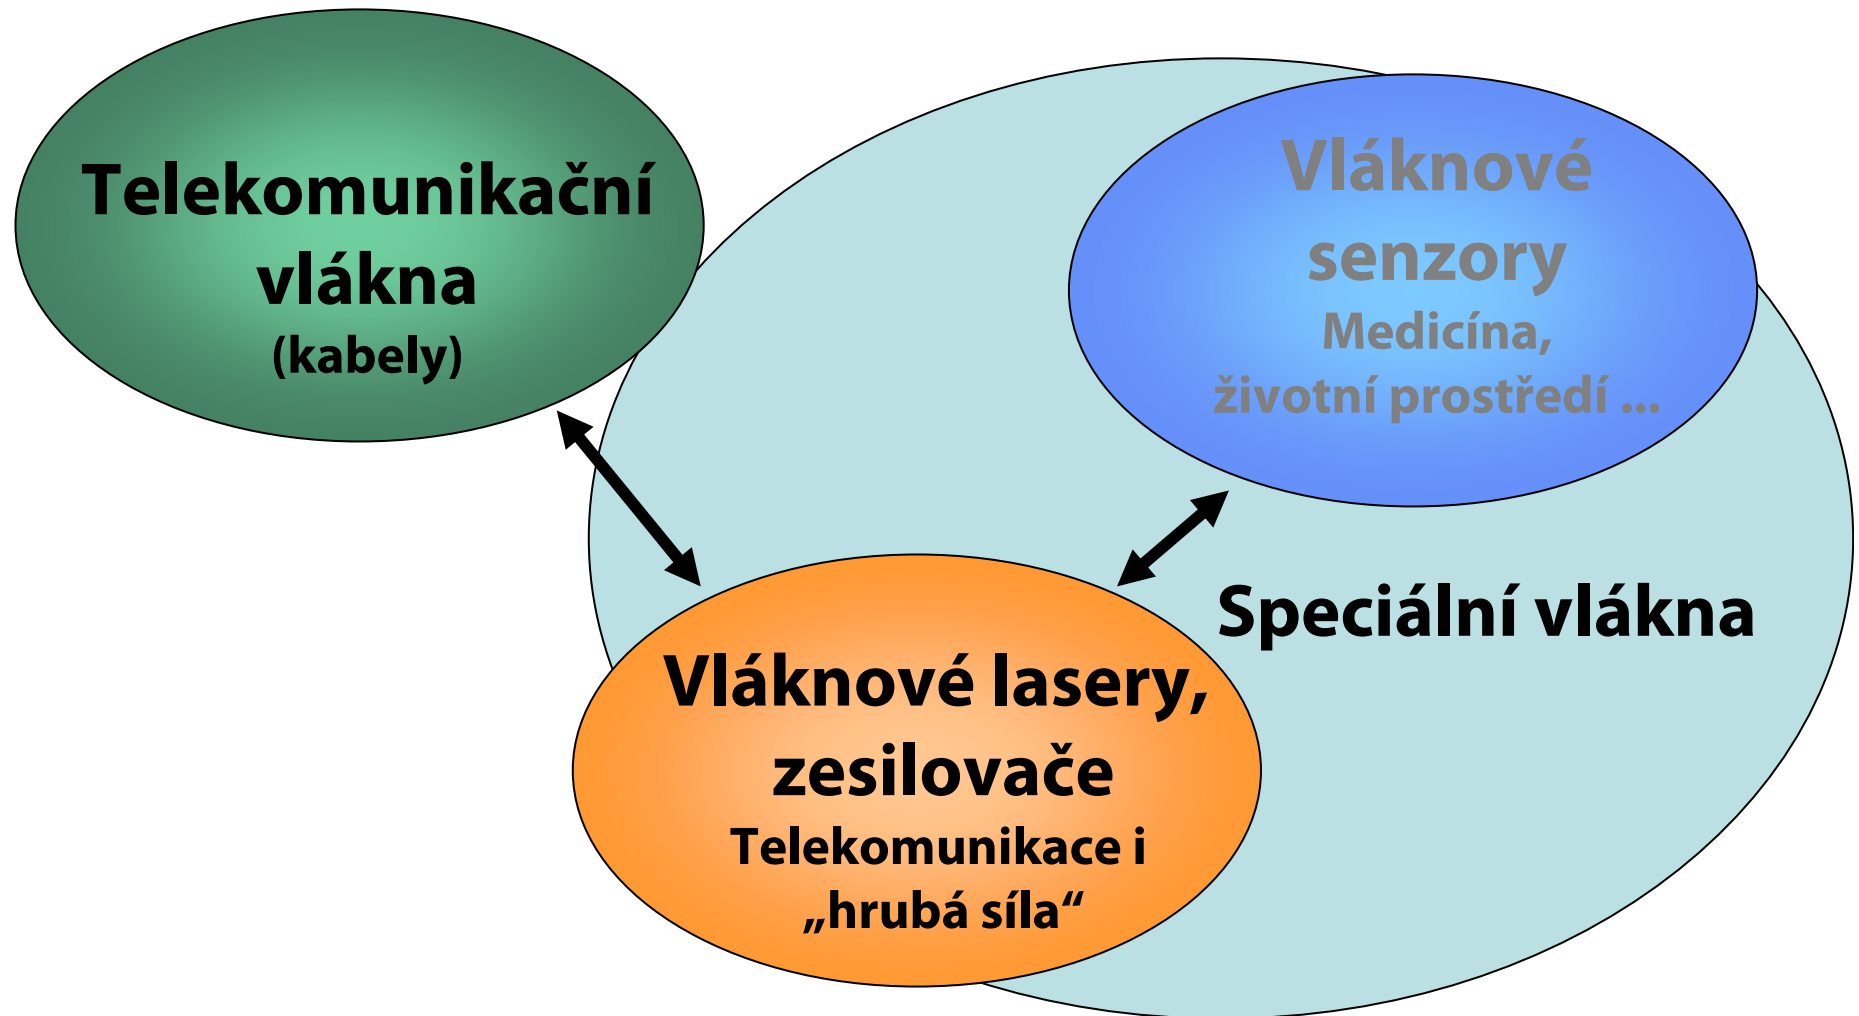 Telekomunikační
vlákna
(kabely)
Vláknové
senzory
Medicína,
životní prostředí ...
Speciální vlákna
Vláknové lasery,
zesilovače
Telekomunikace i
„hrubá síla“